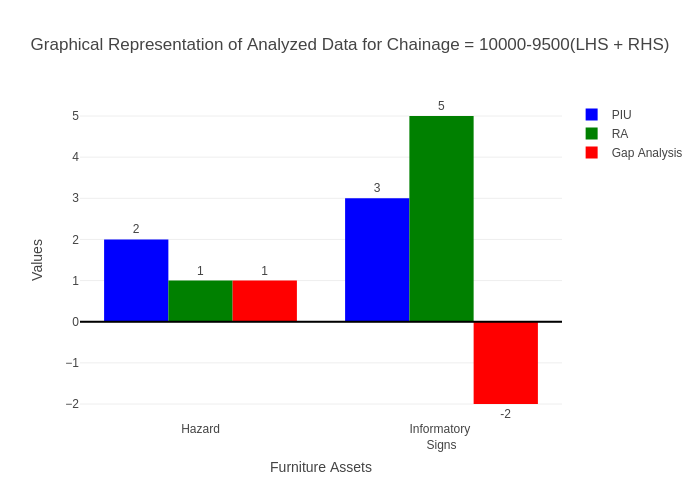 Graphical Representation of Analyzed Data for Chainage = 10000-9500(LHS + RHS)
PIU
RA
Gap Analysis
5
4
3
2
1
0
−1
−2
Values
2
1
1
3
5
-2
Hazard
Informatory
Signs
Furniture Assets